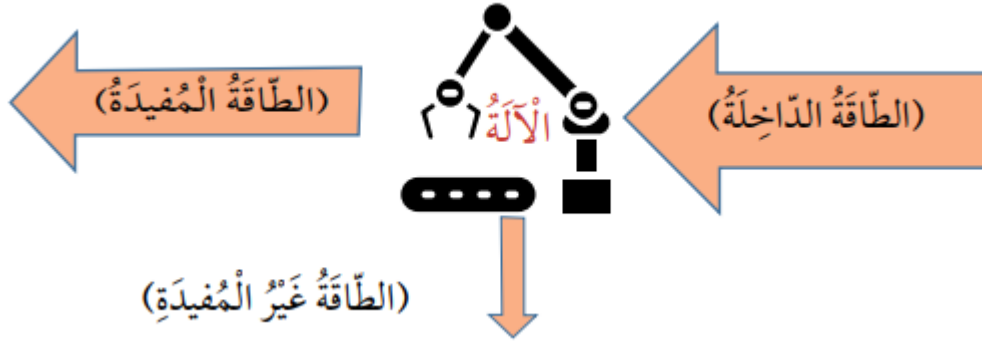 (الطّاقَةُ الدّاخِلَةُ)
الْآلَةُ
(الطّاقَةُ الْمُفيدَةُ)
(الطّاقَةُ غَيْرُ الْمُفيدَةِ)